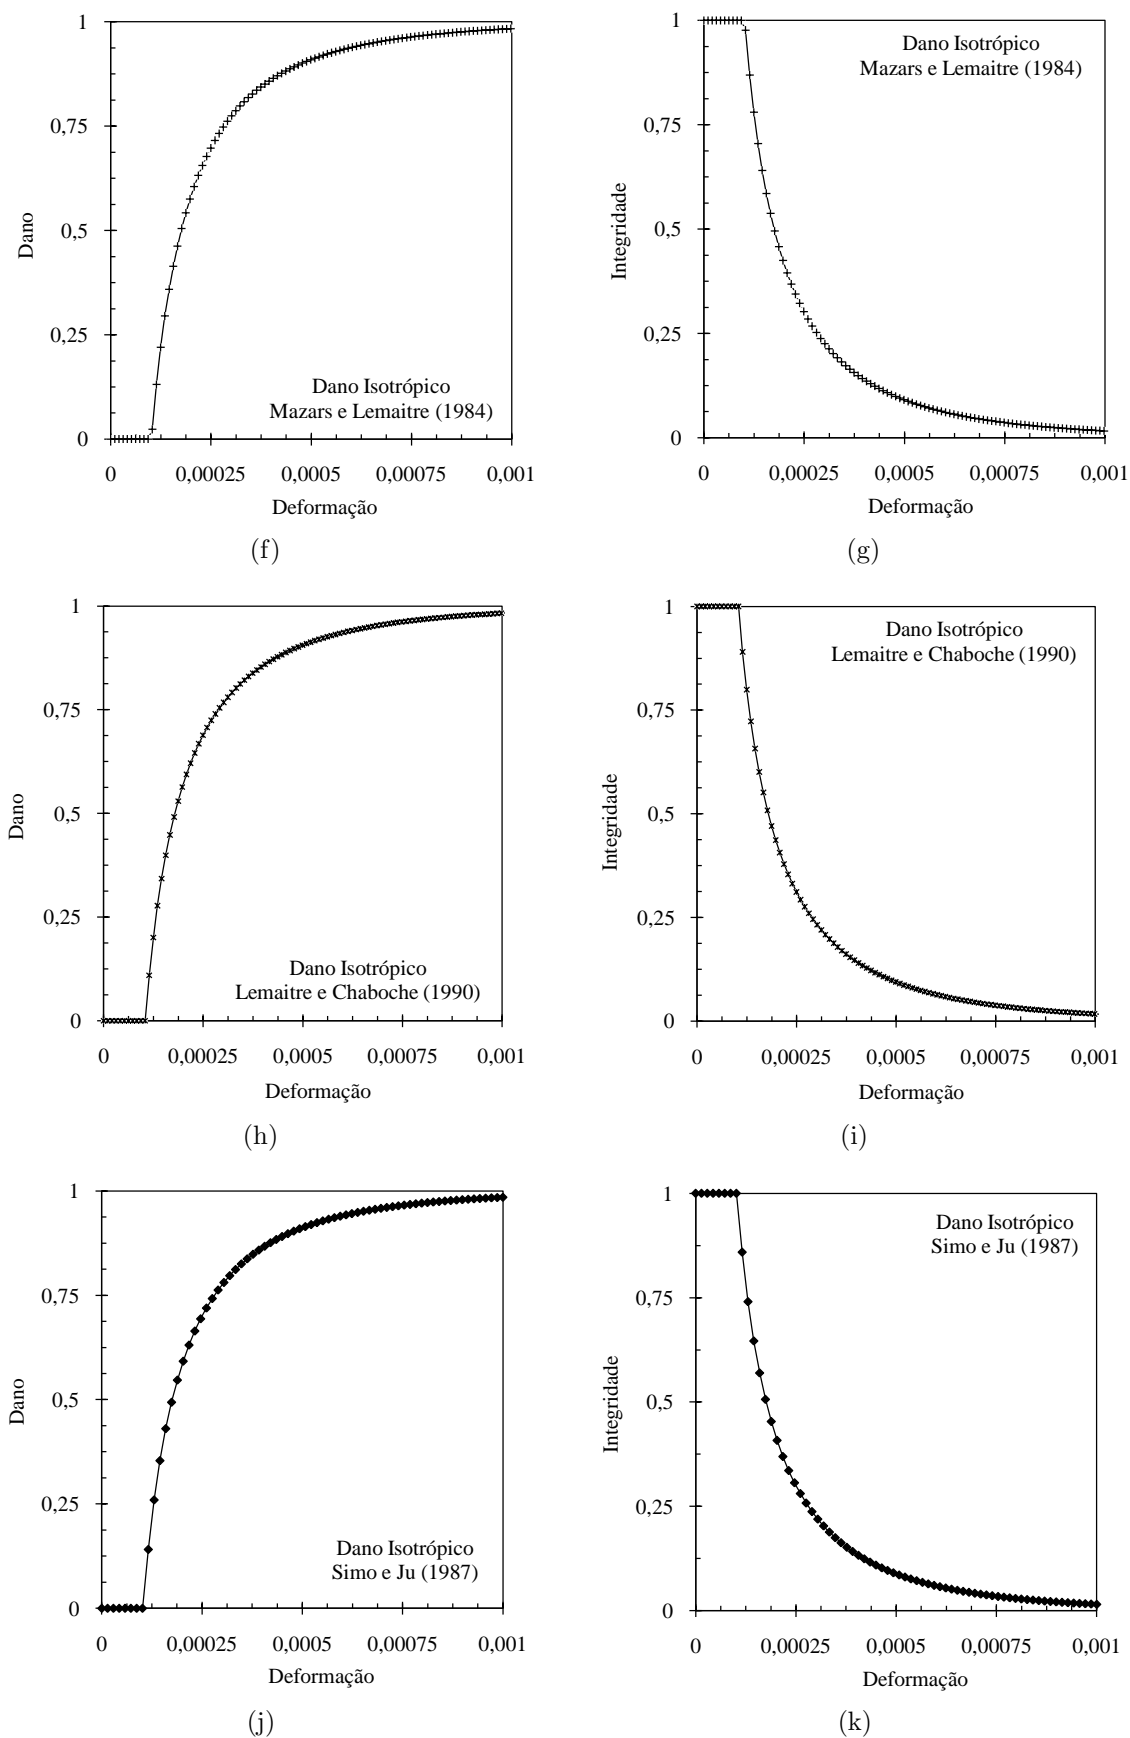 1
0,75
0,5
0,25
0
Dano
Dano Isotrópico
Mazars e Lemaitre (1984)
0 0,00025 0,0005 0,00075 0,001
Deformação
(f)
1
0,75
0,5
0,25
0
Integridade
Dano Isotrópico
Mazars e Lemaitre (1984)
0 0,00025 0,0005 0,00075 0,001
Deformação
(g)
1
0,75
0,5
0,25
0
Dano
Dano Isotrópico
Lemaitre e Chaboche (1990)
0 0,00025 0,0005 0,00075 0,001
Deformação
(h)
1
0,75
0,5
0,25
0
Integridade
Dano Isotrópico
Lemaitre e Chaboche (1990)
0 0,00025 0,0005 0,00075 0,001
Deformação
(i)
1
0,75
0,5
0,25
0
Dano
Dano Isotrópico
Simo e Ju (1987)
0 0,00025 0,0005 0,00075 0,001
Deformação
(j)
1
0,75
0,5
0,25
0
Integridade
Dano Isotrópico
Simo e Ju (1987)
0 0,00025 0,0005 0,00075 0,001
Deformação
(k)